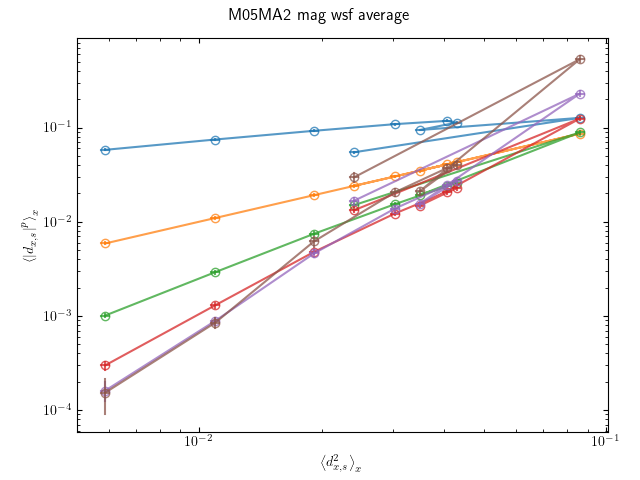 M05MA2 mag wsf average
10⁻¹
10⁻²
10⁻³
10⁻⁴
⟨|d_{x,s}|^p⟩_x
10⁻²
10⁻¹
⟨d²_{x,s}⟩_x